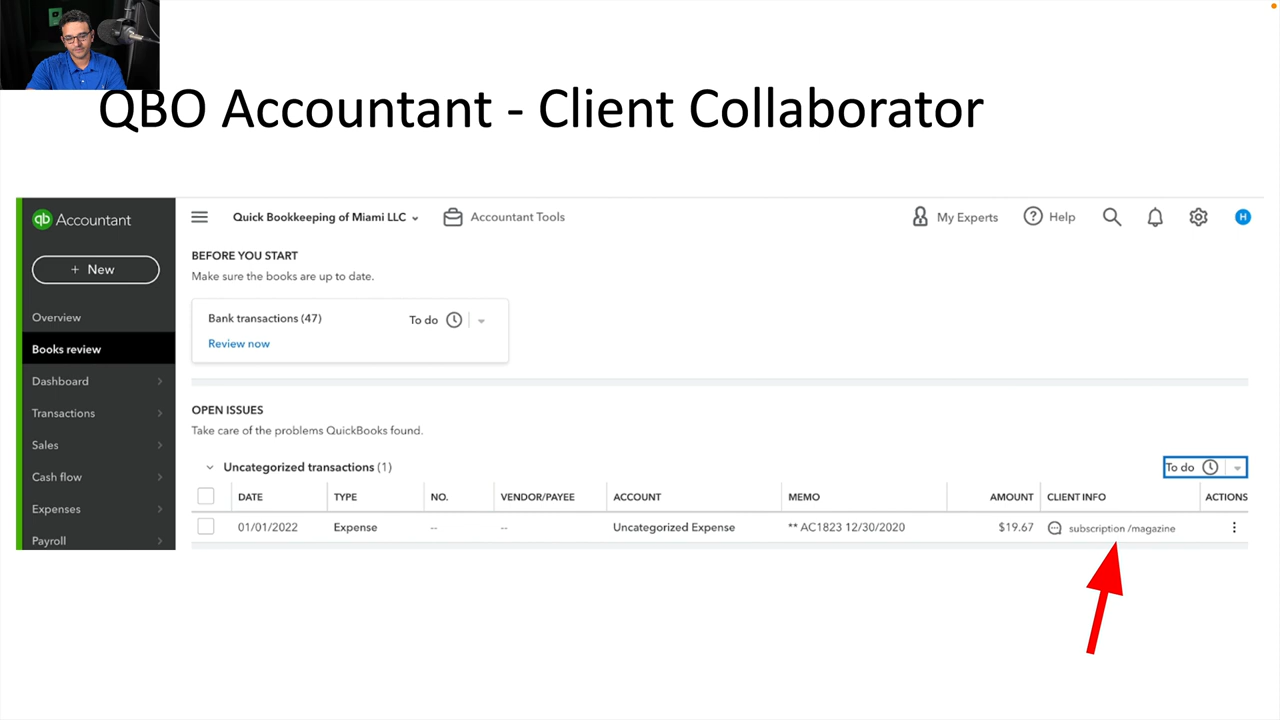 QBO Accountant - Client Collaborator
qb Accountant
Quick Bookkeeping of Miami LLC
Accountant Tools
My Experts
Help
H
+ New
Overview
Books review
Dashboard
Transactions
Sales
Cash flow
Expenses
Payroll
BEFORE YOU START
Make sure the books are up to date.
Bank transactions (47)
To do
Review now
OPEN ISSUES
Take care of the problems QuickBooks found.
Uncategorized transactions (1)
To do
DATE TYPE NO. VENDOR/PAYEE ACCOUNT MEMO AMOUNT CLIENT INFO ACTIONS
01/01/2022 Expense -- -- Uncategorized Expense ** AC1823 12/30/2020 $19.67 subscription /magazine